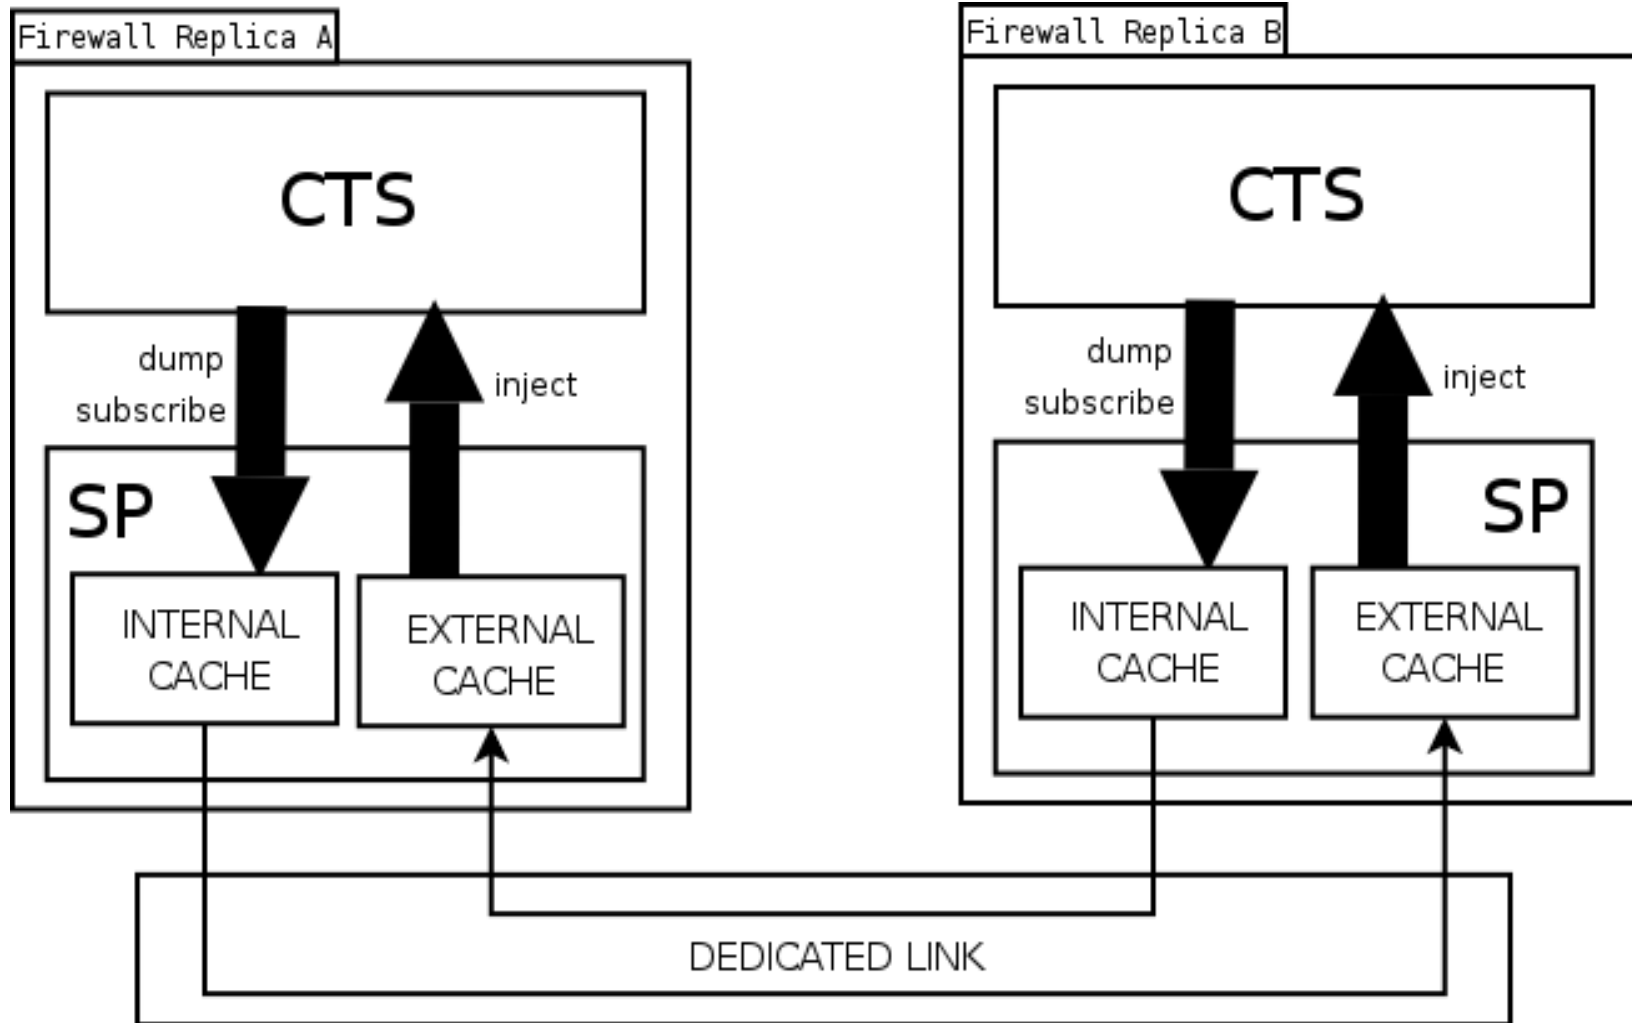 Firewall Replica A
CTS
dump
subscribe
inject
SP
INTERNAL
CACHE
EXTERNAL
CACHE
Firewall Replica B
CTS
dump
subscribe
inject
SP
INTERNAL
CACHE
EXTERNAL
CACHE
DEDICATED LINK